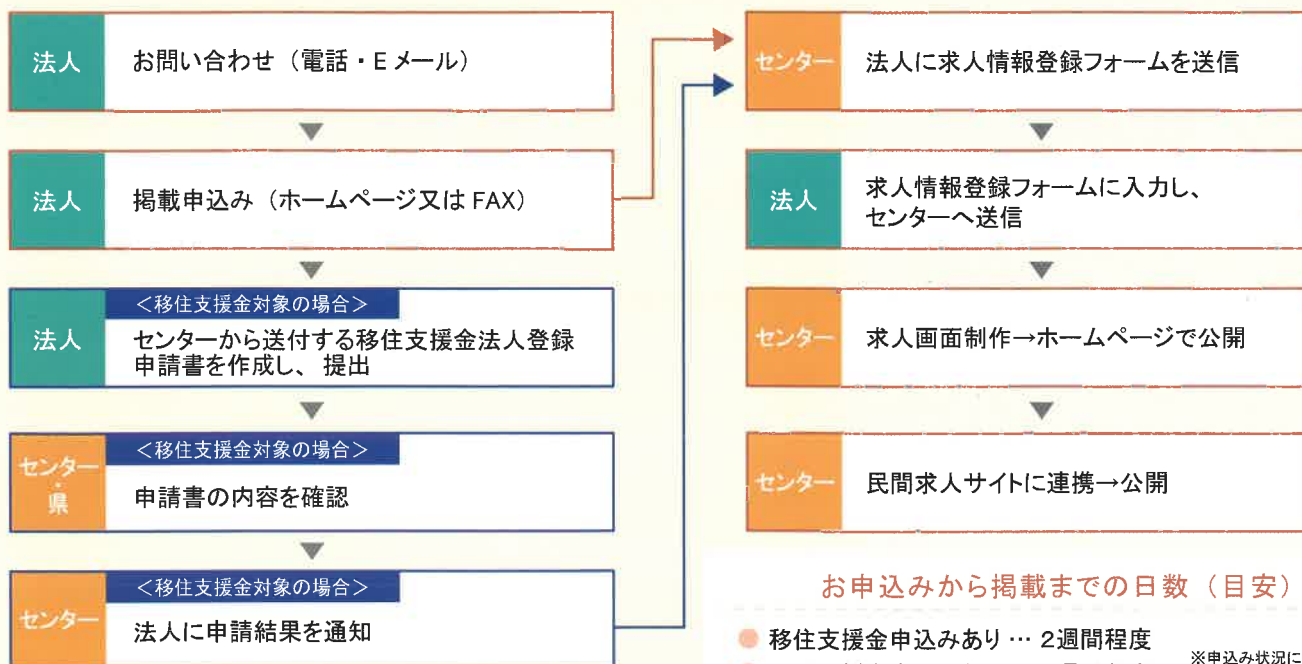 法人
お問い合わせ（電話・Eメール）
法人
掲載申込み（ホームページ又は FAX）
法人
＜移住支援金対象の場合＞
センターから送付する移住支援金法人登録
申請書を作成し、提出
センター
・
県
＜移住支援金対象の場合＞
申請書の内容を確認
センター
＜移住支援金対象の場合＞
法人に申請結果を通知
センター
法人に求人情報登録フォームを送信
法人
求人情報登録フォームに入力し、
センターへ送信
センター
求人画面制作→ホームページで公開
センター
民間求人サイトに連携→公開
お申込みから掲載までの日数（目安）
移住支援金申込みあり … 2週間程度
※申込み状況に